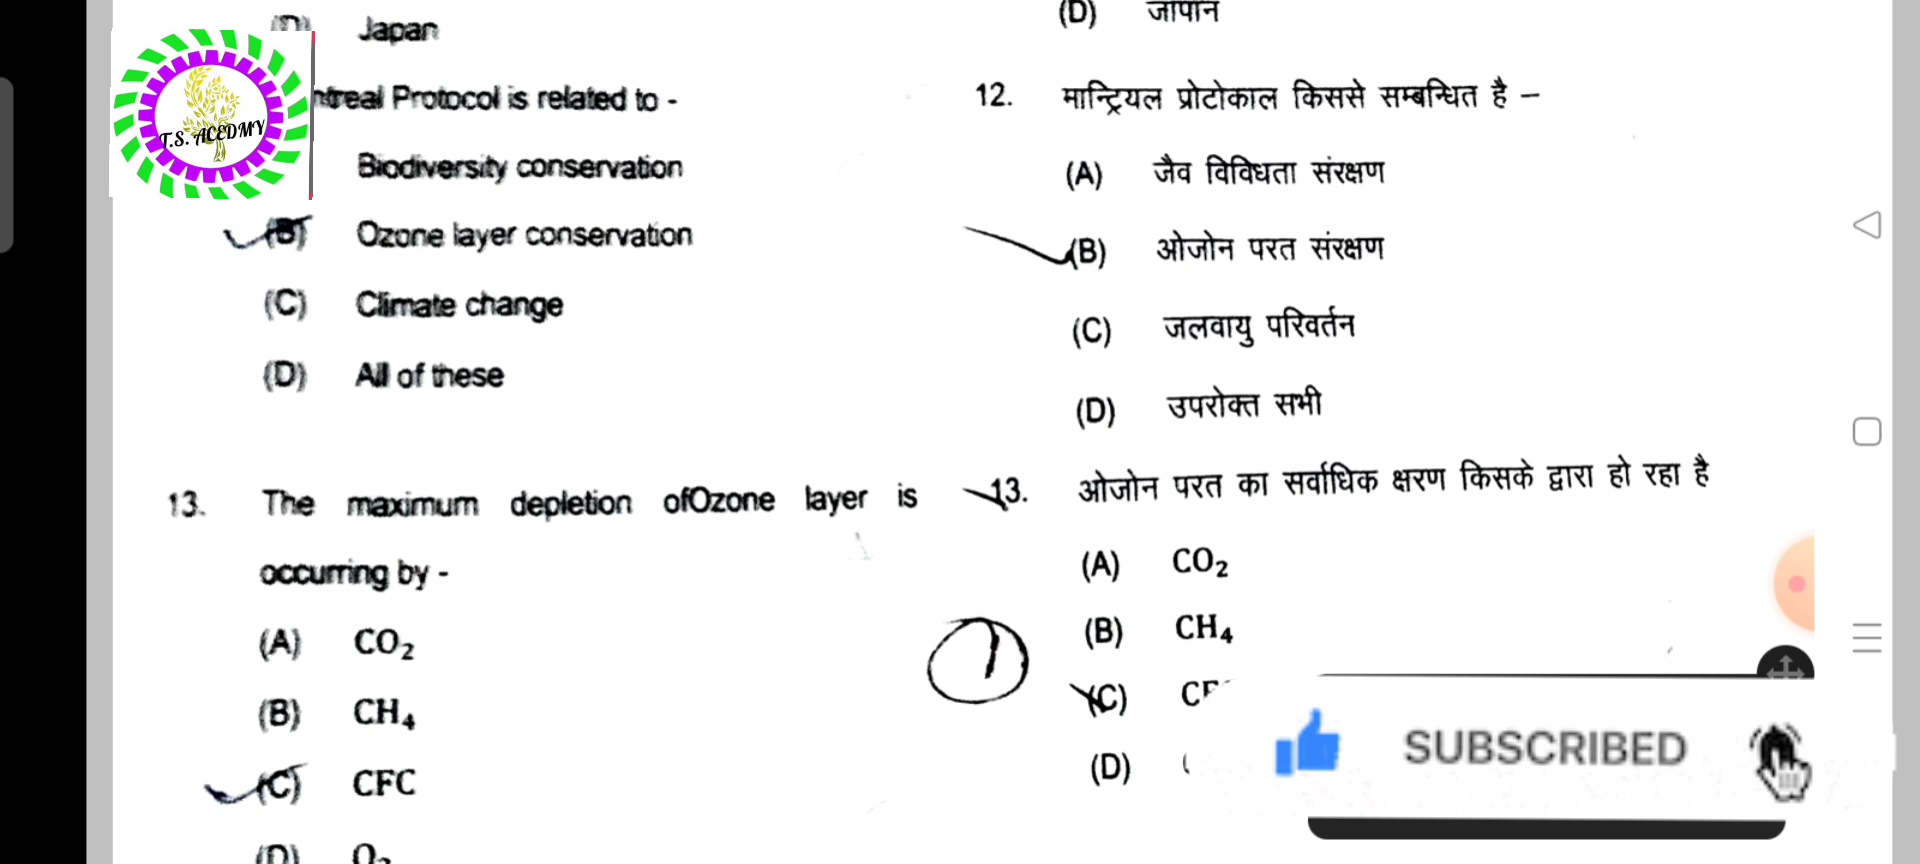 (D) Japan
ntreal Protocol is related to -
Biodiversity conservation
(B) Ozone layer conservation
(C) Climate change
(D) All of these
13. The maximum depletion ofOzone layer is
occurring by -
(A) CO₂
(B) CH₄
(C) CFC
(D)
(D) जापान
12. मान्ट्रियल प्रोटोकाल किससे सम्बन्धित है –
(A) जैव विविधता संरक्षण
(B) ओजोन परत संरक्षण
(C) जलवायु परिवर्तन
(D) उपरोक्त सभी
13. ओजोन परत का सर्वाधिक क्षरण किसके द्वारा हो रहा है
(A) CO₂
(B) CH₄
(C)
(D)
1
T.S. ACEDMY
SUBSCRIBED